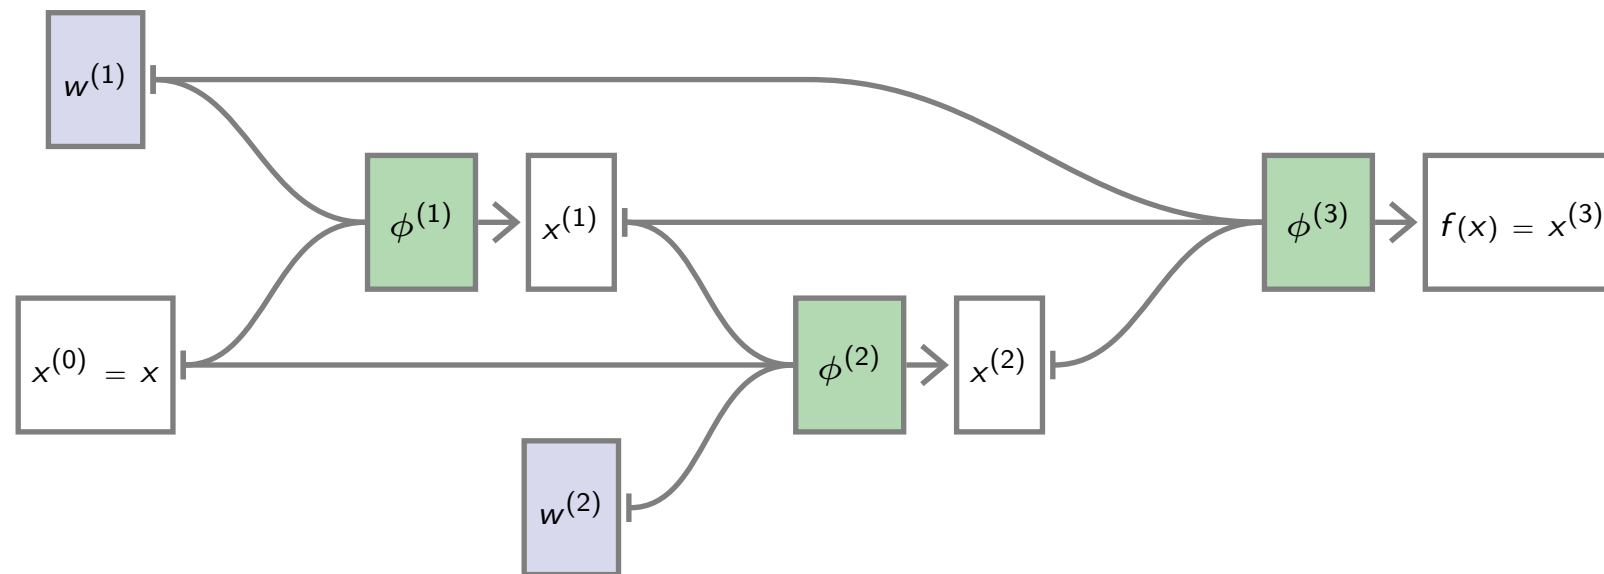 w^(1)
ϕ^(1)
x^(1)
ϕ^(3)
f(x) = x^(3)
x^(0) = x
ϕ^(2)
x^(2)
w^(2)